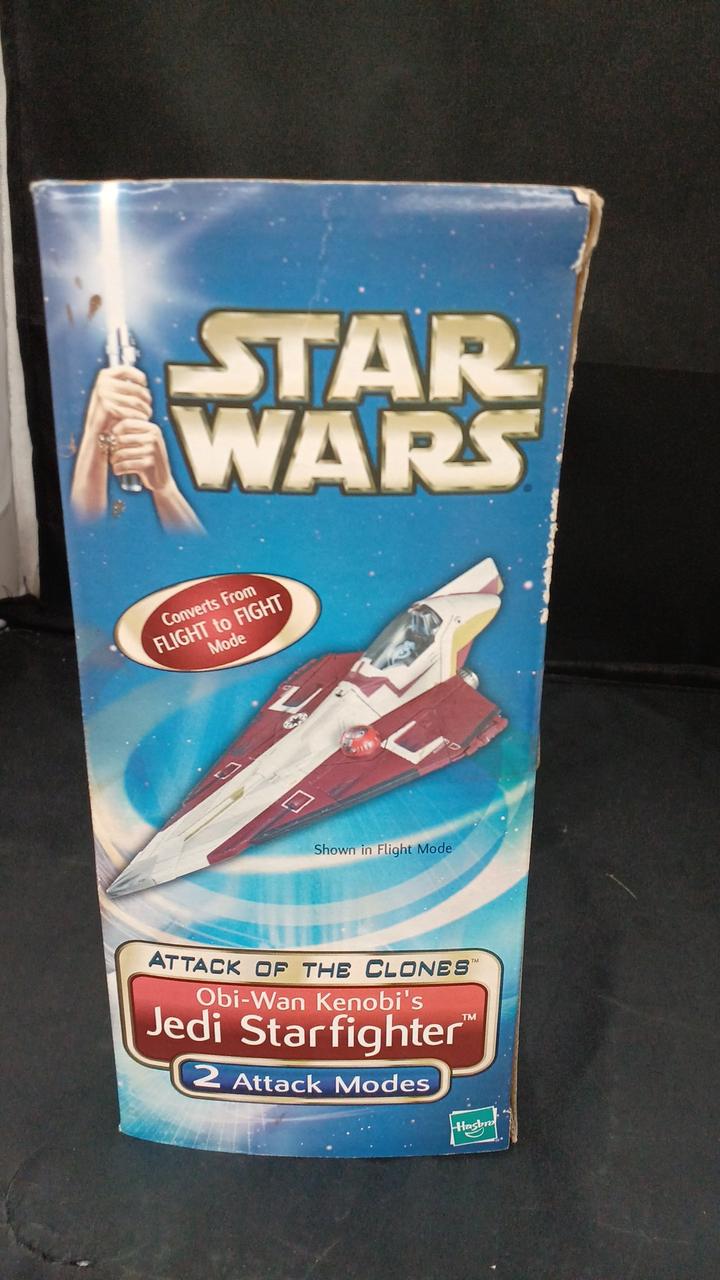 STAR
WARS
Converts From
FLIGHT to FIGHT
Mode
Shown in Flight Mode
ATTACK OF THE CLONES™
Obi-Wan Kenobi's
Jedi Starfighter™
2 Attack Modes
Hasbro